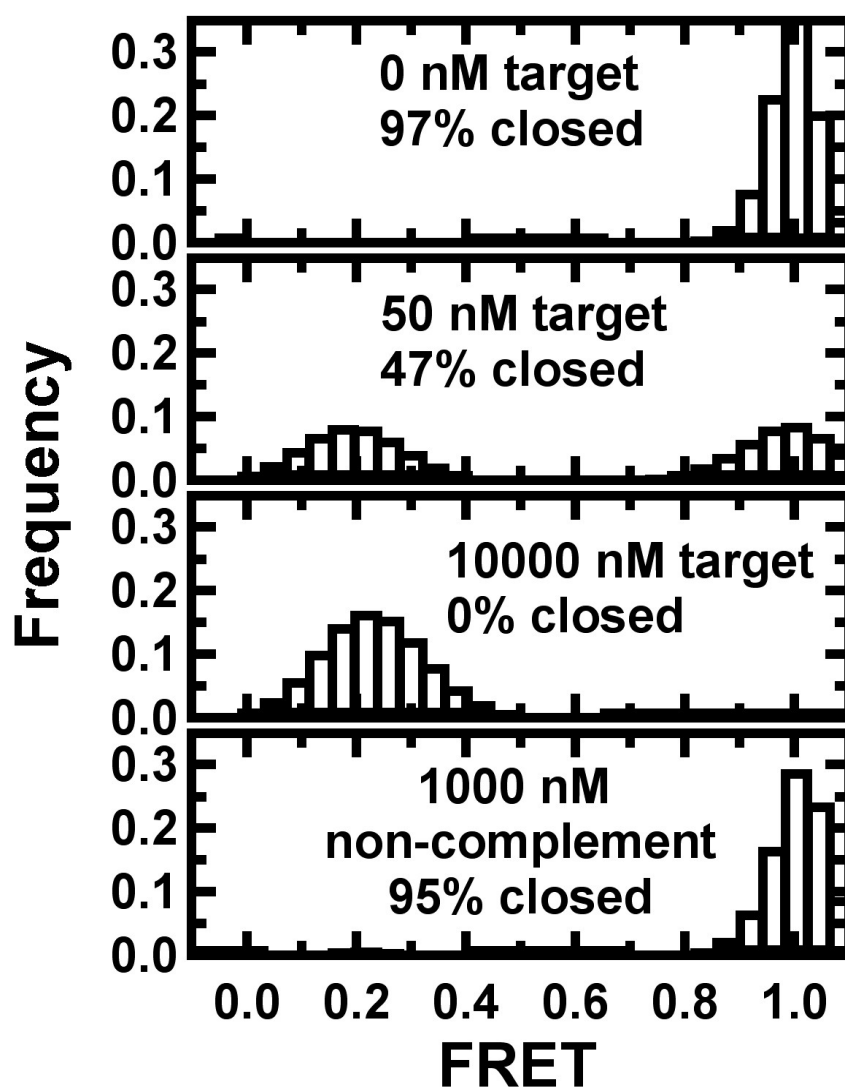 Frequency
0.3
0.2
0.1
0.0
0 nM target
97% closed
0.3
0.2
0.1
0.0
50 nM target
47% closed
0.3
0.2
0.1
0.0
10000 nM target
0% closed
0.3
0.2
0.1
0.0
1000 nM
non-complement
95% closed
0.0 0.2 0.4 0.6 0.8 1.0
FRET